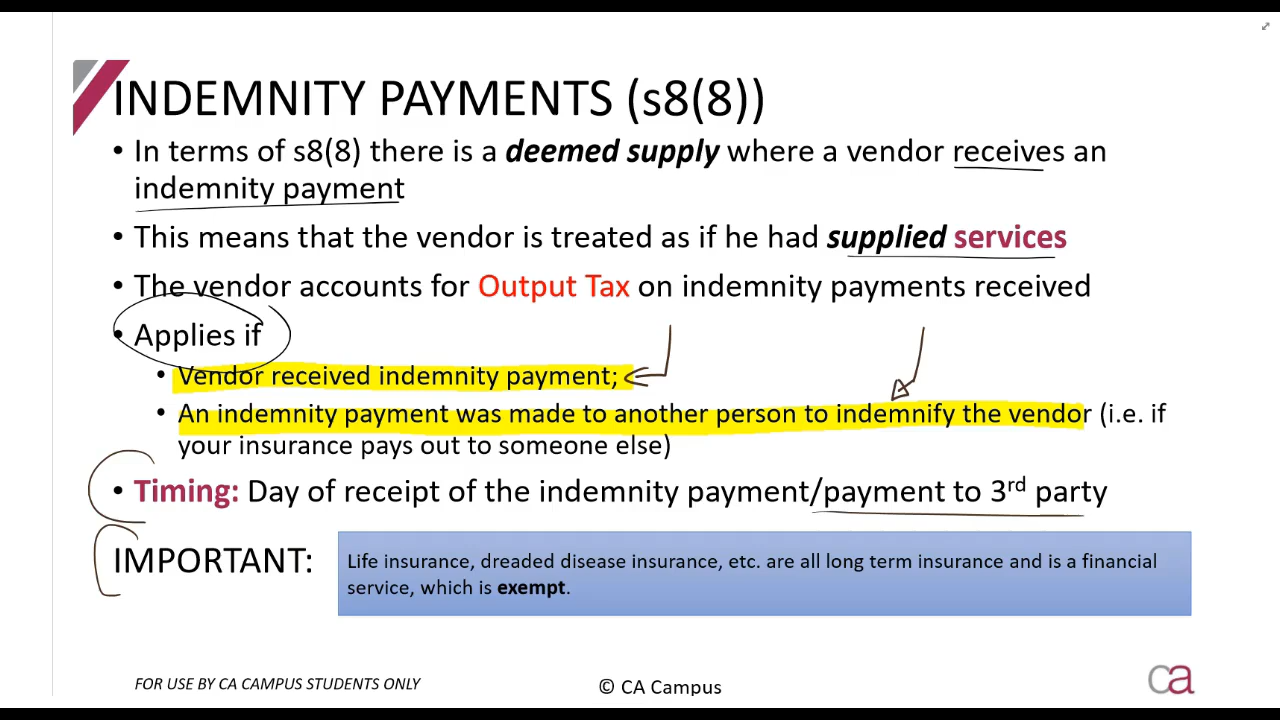 INDEMNITY PAYMENTS (s8(8))
• In terms of s8(8) there is a deemed supply where a vendor receives an
indemnity payment
• This means that the vendor is treated as if he had supplied services
• The vendor accounts for Output Tax on indemnity payments received
• Applies if
• Vendor received indemnity payment;
• An indemnity payment was made to another person to indemnify the vendor (i.e. if
your insurance pays out to someone else)
• Timing: Day of receipt of the indemnity payment/payment to 3rd party
IMPORTANT:
Life insurance, dreaded disease insurance, etc. are all long term insurance and is a financial
service, which is exempt.
FOR USE BY CA CAMPUS STUDENTS ONLY
© CA Campus
ca